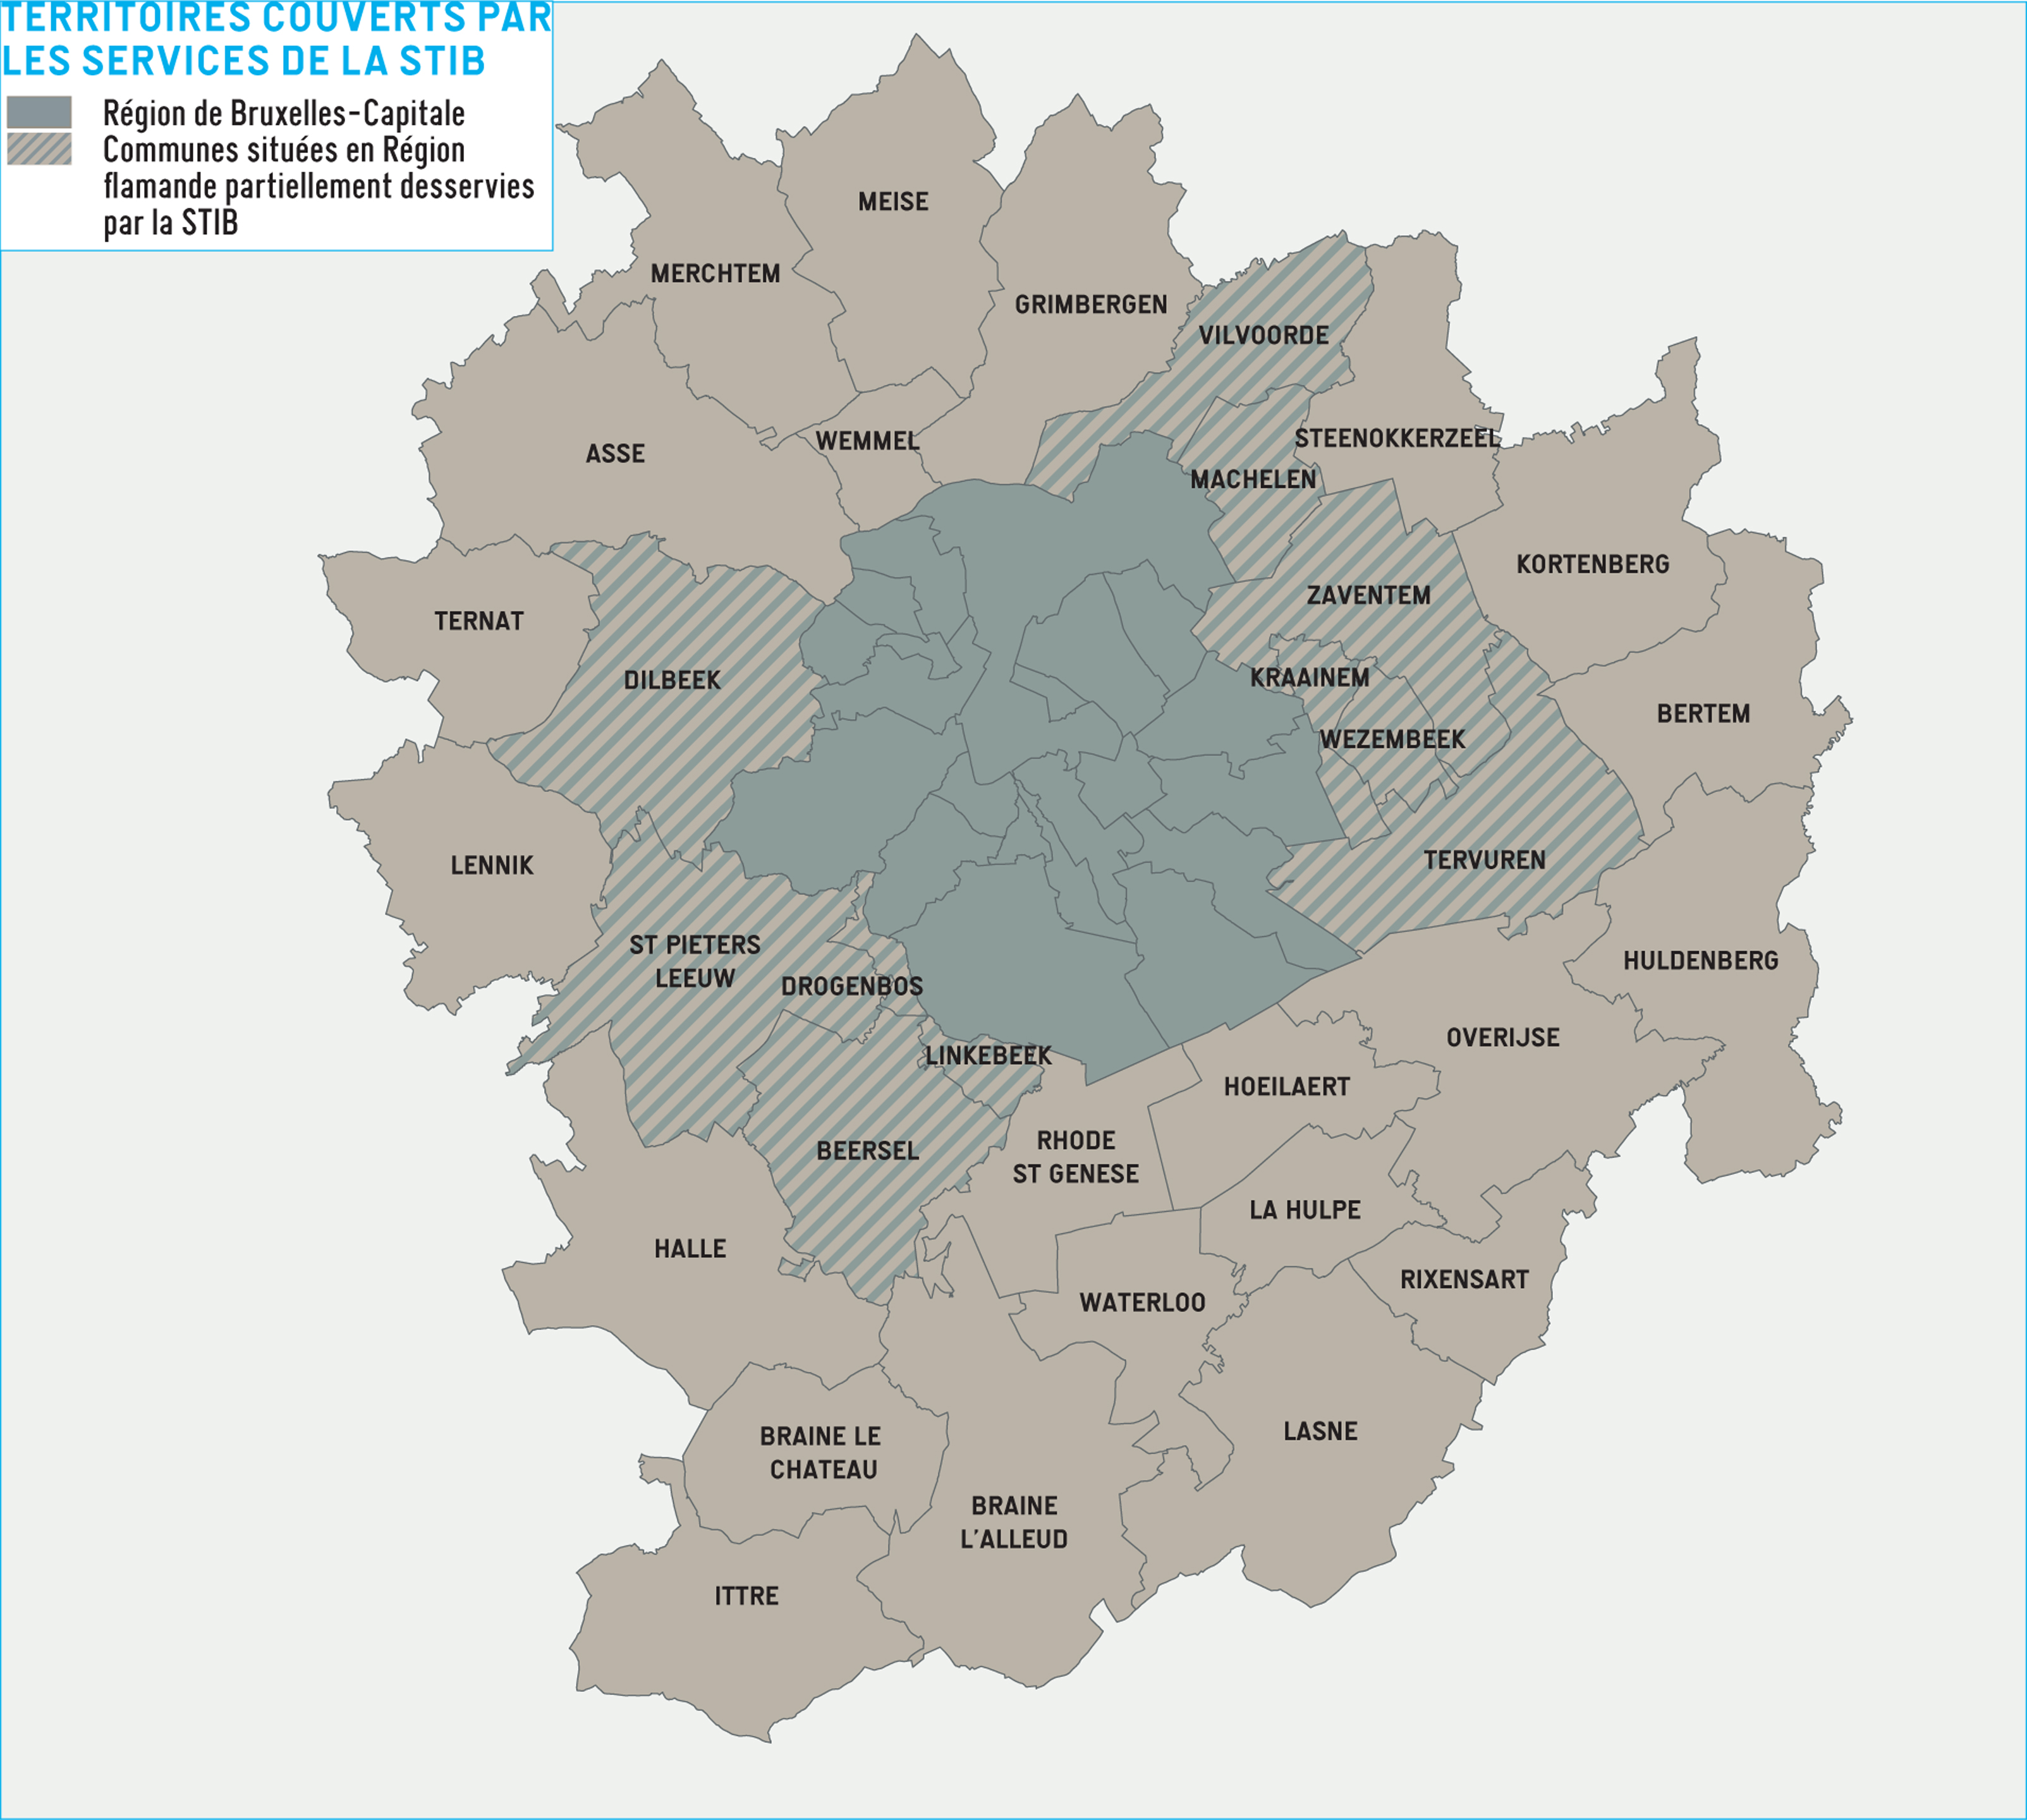 TERRITOIRES COUVERTS PAR
LES SERVICES DE LA STIB
Région de Bruxelles-Capitale
Communes situées en Région
flamande partiellement desservies
par la STIB
MEISE
MERCHTEM
GRIMBERGEN
VILVOORDE
STEENOKKERZEEL
WEMMEL
ASSE
MACHELEN
KORTENBERG
ZAVENTEM
TERNAT
DILBEEK
KRAAINEM
BERTEM
WEZEMBEEK
TERVUREN
LENNIK
ST PIETERS
LEEUW
HULDENBERG
DROGENBOS
OVERIJSE
LINKEBEEK
HOEILAERT
BEERSEL
RHODE
ST GENESE
LA HULPE
HALLE
RIXENSART
WATERLOO
LASNE
BRAINE LE
CHATEAU
BRAINE
L'ALLEUD
ITTRE